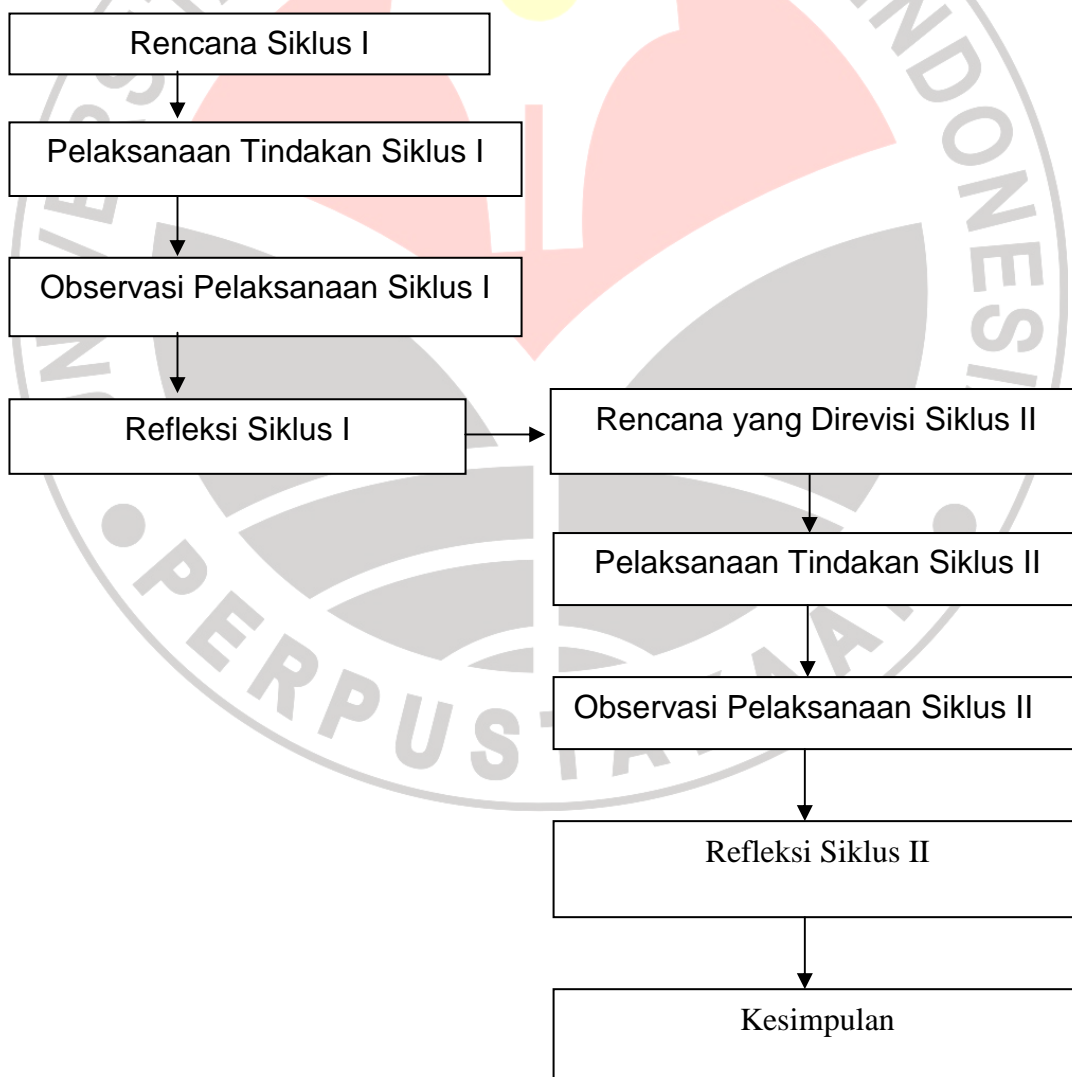 Rencana Siklus I
Pelaksanaan Tindakan Siklus I
Observasi Pelaksanaan Siklus I
Refleksi Siklus I
Rencana yang Direvisi Siklus II
Pelaksanaan Tindakan Siklus II
Observasi Pelaksanaan Siklus II
Refleksi Siklus II
Kesimpulan